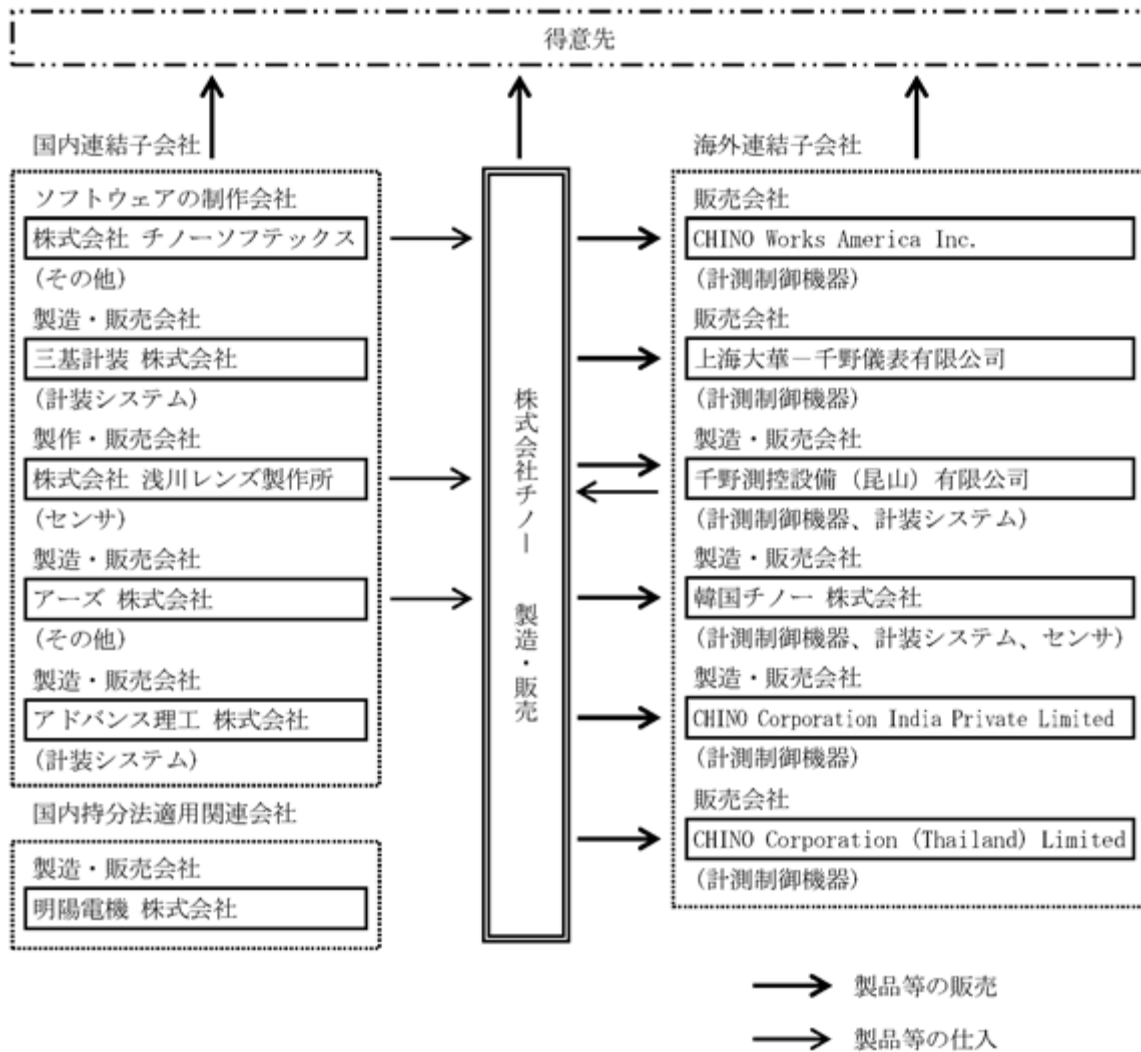 得意先
国内連結子会社
ソフトウェアの制作会社
株式会社 チノーソフテックス
(その他)
製造・販売会社
三基計装 株式会社
(計装システム)
製作・販売会社
株式会社 浅川レンズ製作所
(センサ)
製造・販売会社
アーズ 株式会社
(その他)
製造・販売会社
アドバンス理工 株式会社
(計装システム)
国内持分法適用関連会社
製造・販売会社
明陽電機 株式会社
株式会社チノー 製造・販売
海外連結子会社
販売会社
CHINO Works America Inc.
(計測制御機器)
販売会社
上海大華－千野儀表有限公司
(計測制御機器)
製造・販売会社
千野測控設備（昆山）有限公司
(計測制御機器、計装システム)
製造・販売会社
韓国チノー 株式会社
(計測制御機器、計装システム、センサ)
製造・販売会社
CHINO Corporation India Private Limited
(計測制御機器)
販売会社
CHINO Corporation (Thailand) Limited
(計測制御機器)
製品等の販売
製品等の仕入